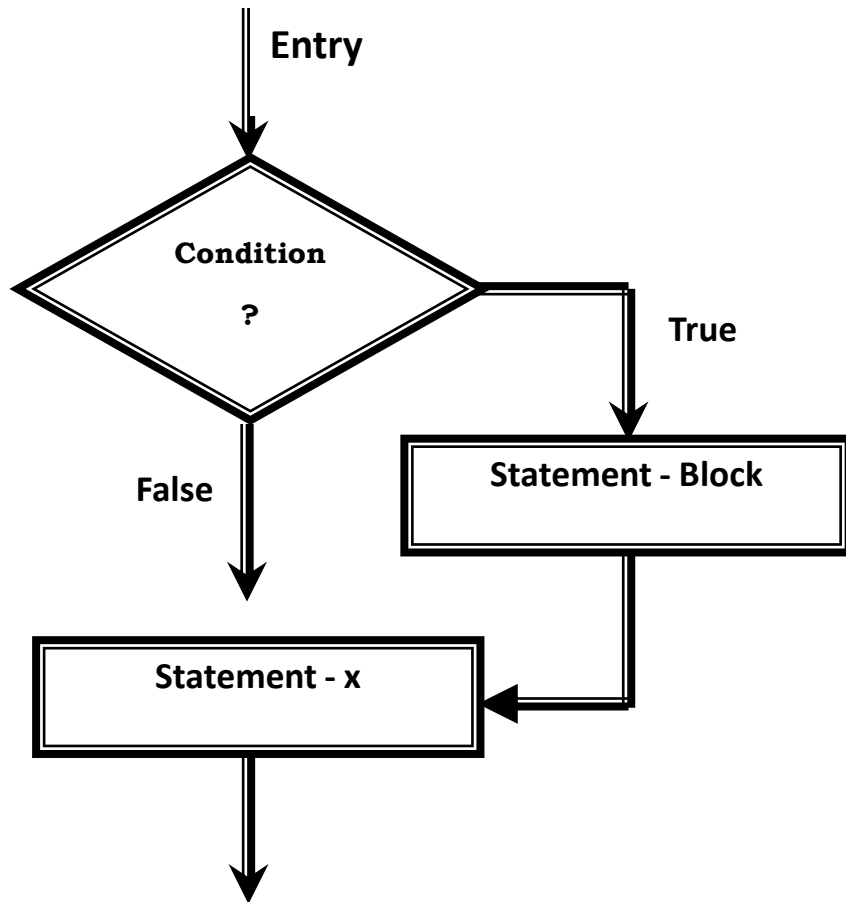 Entry
Condition
?
True
Statement - Block
False
Statement - x